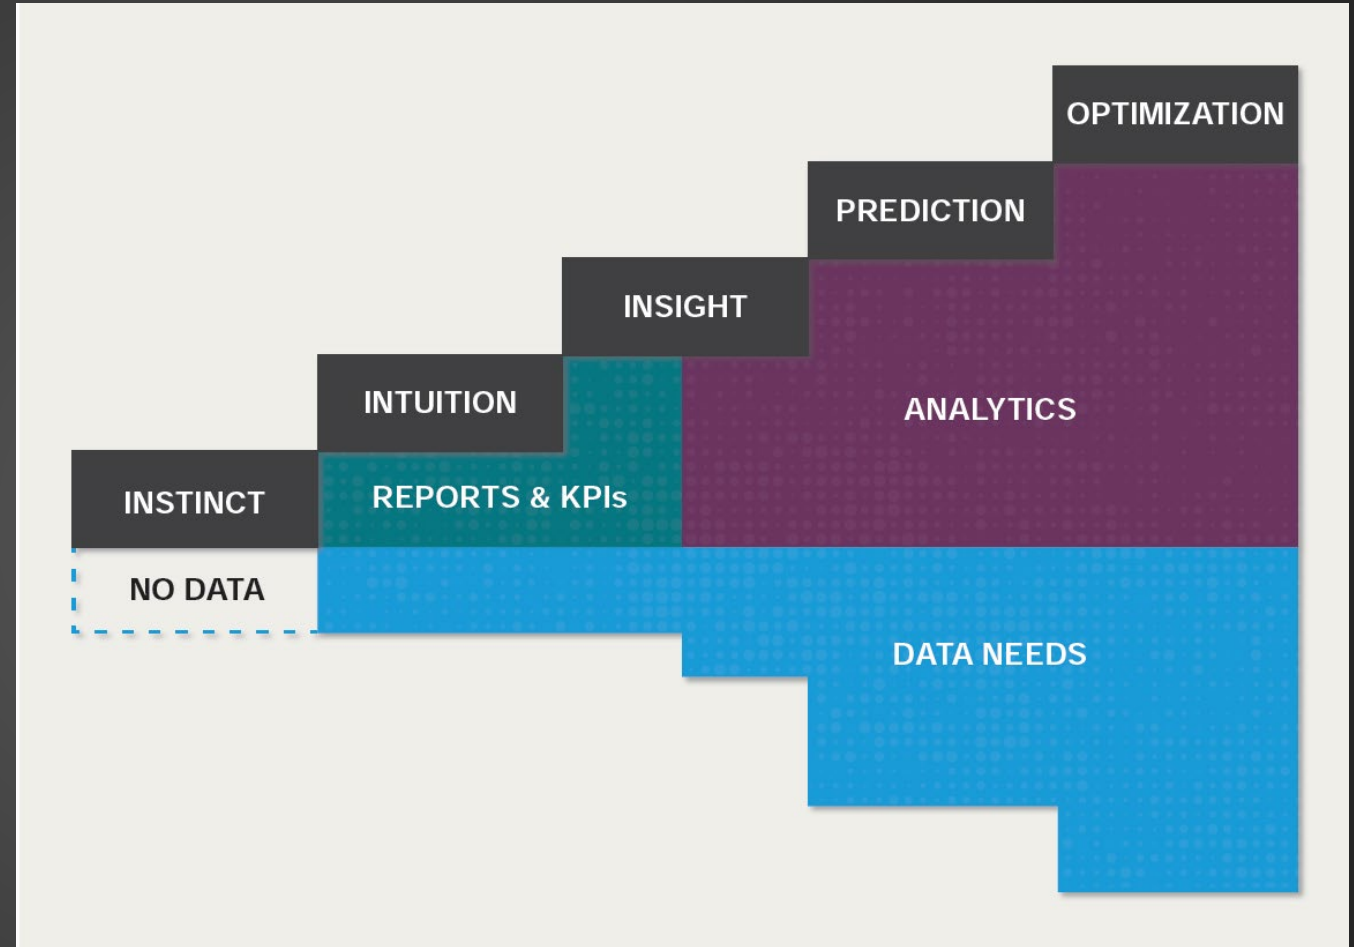 OPTIMIZATION
PREDICTION
INSIGHT
INTUITION
ANALYTICS
REPORTS & KPIs
INSTINCT
NO DATA
DATA NEEDS